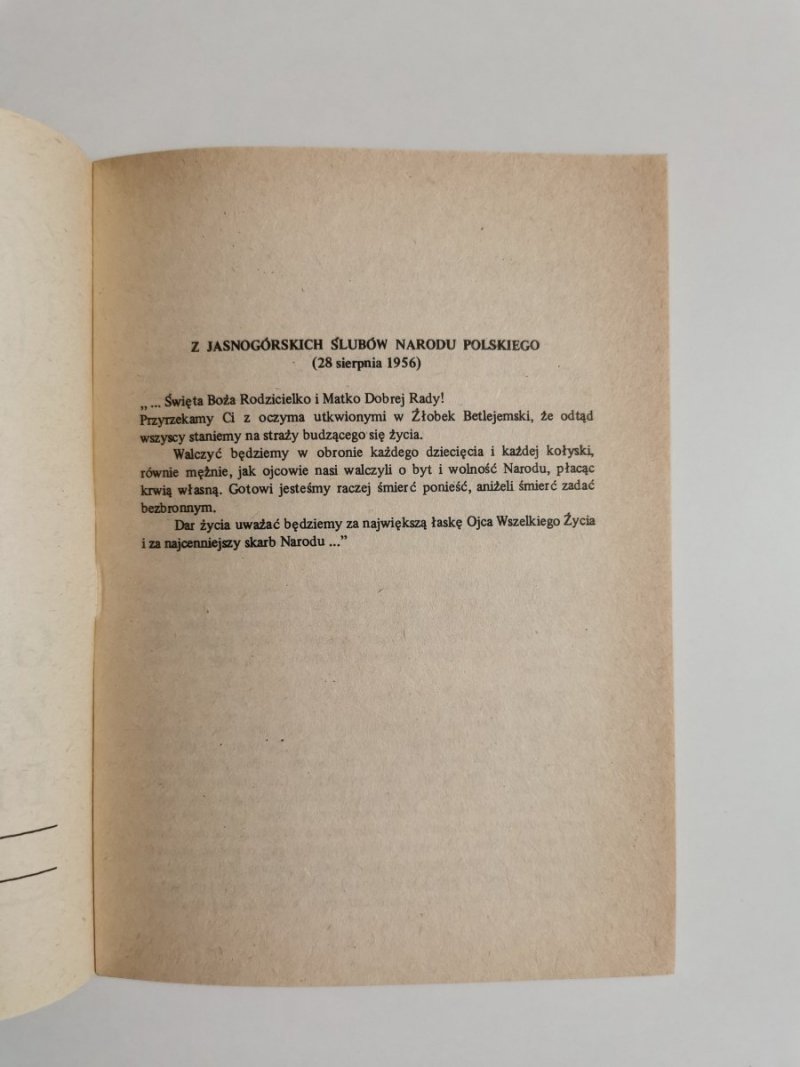 Z JASNOGÓRSKICH ŚLUBÓW NARODU POLSKIEGO
(28 sierpnia 1956)
„... Święta Boża Rodzicielko i Matko Dobrej Rady!
Przyrzekamy Ci z oczyma utkwionymi w Żłobek Betlejemski, że odtąd
wszyscy staniemy na straży budzącego się życia.
Walczyć będziemy w obronie każdego dziecięcia i każdej kołyski,
równie mężnie, jak ojcowie nasi walczyli o byt i wolność Narodu, płacąc
krwią własną. Gotowi jesteśmy raczej śmierć ponieść, aniżeli śmierć zadać
bezbronnym.
Dar życia uważać będziemy za największą łaskę Ojca Wszelkiego Życia
i za najcenniejszy skarb Narodu ...”